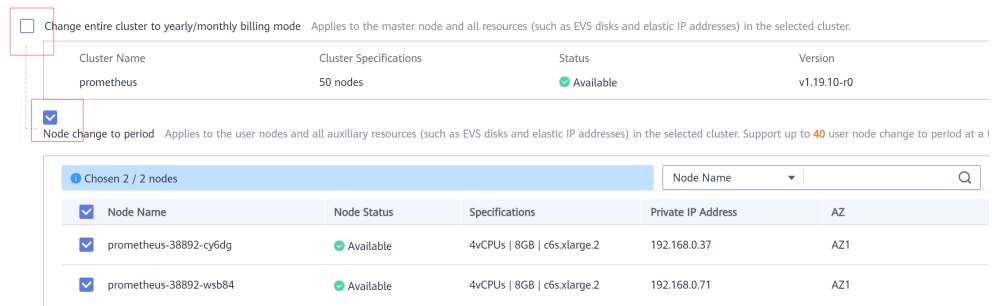 Change entire cluster to yearly/monthly billing mode Applies to the master node and all resources (such as EVS disks and elastic IP addresses) in the selected cluster.
Cluster Name Cluster Specifications Status Version
prometheus 50 nodes Available v1.19.10-r0
Node change to period Applies to the user nodes and all auxiliary resources (such as EVS disks and elastic IP addresses) in the selected cluster. Support up to 40 user node change to period at a
Chosen 2 / 2 nodes Node Name
Node Name Node Status Specifications Private IP Address AZ
prometheus-38892-cy6dg Available 4vCPUs | 8GB | c6s.xlarge.2 192.168.0.37 AZ1
prometheus-38892-wsb84 Available 4vCPUs | 8GB | c6s.xlarge.2 192.168.0.71 AZ1